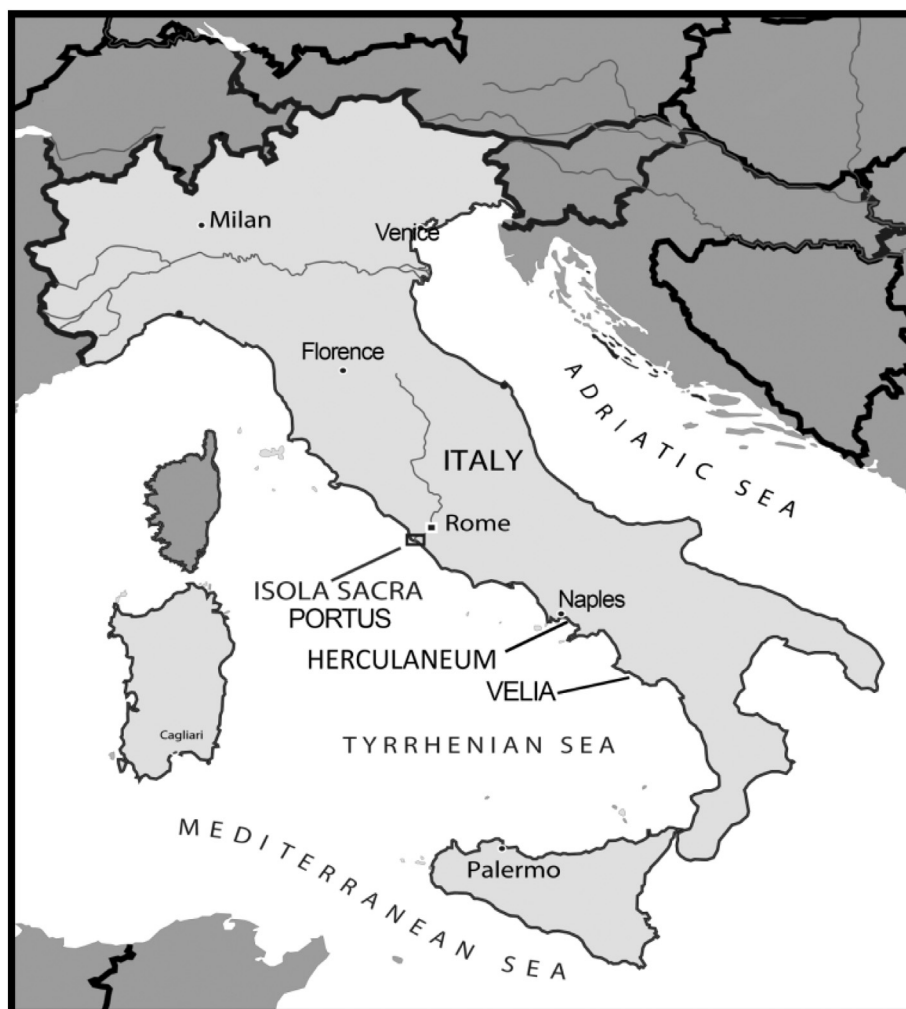 Milan
Venice
Florence
ADRIATIC SEA
ITALY
Rome
ISOLA SACRA
PORTUS
Naples
HERCULANEUM
VELIA
Cagliari
TYRRHENIAN SEA
MEDITERRANEAN SEA
Palermo